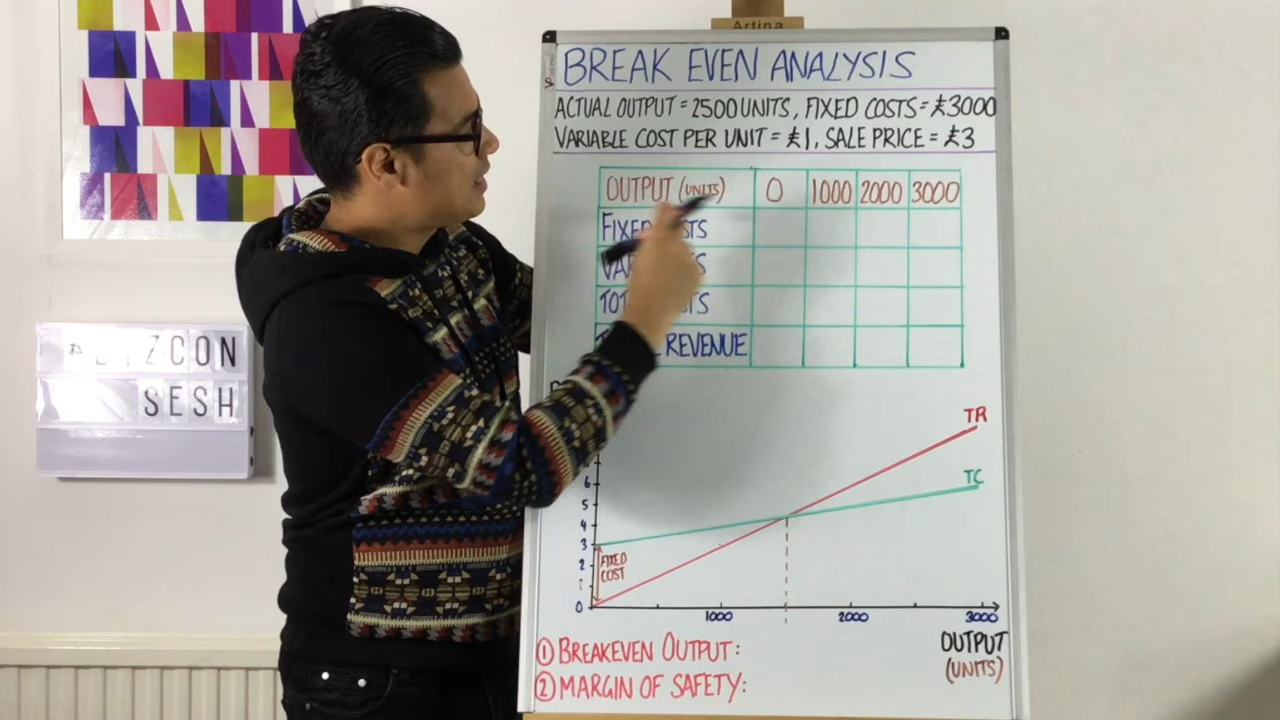 Artina
BREAK EVEN ANALYSIS
ACTUAL OUTPUT = 2500 UNITS, FIXED COSTS = £3000
VARIABLE COST PER UNIT = £1, SALE PRICE = £3
OUTPUT (UNITS) 0 1000 2000 3000
FIXED
REVENUE
ZCON
SESH
TR
TC
6
5
4
3
2
1
0
FIXED
COST
1000 2000 3000
OUTPUT
(UNITS)
① BREAKEVEN OUTPUT:
② MARGIN OF SAFETY: